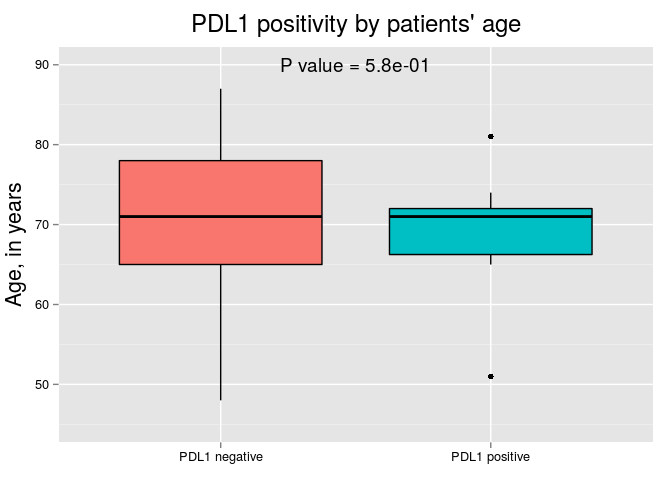 PDL1 positivity by patients' age
P value = 5.8e-01
Age, in years
90
80
70
60
50
PDL1 negative
PDL1 positive